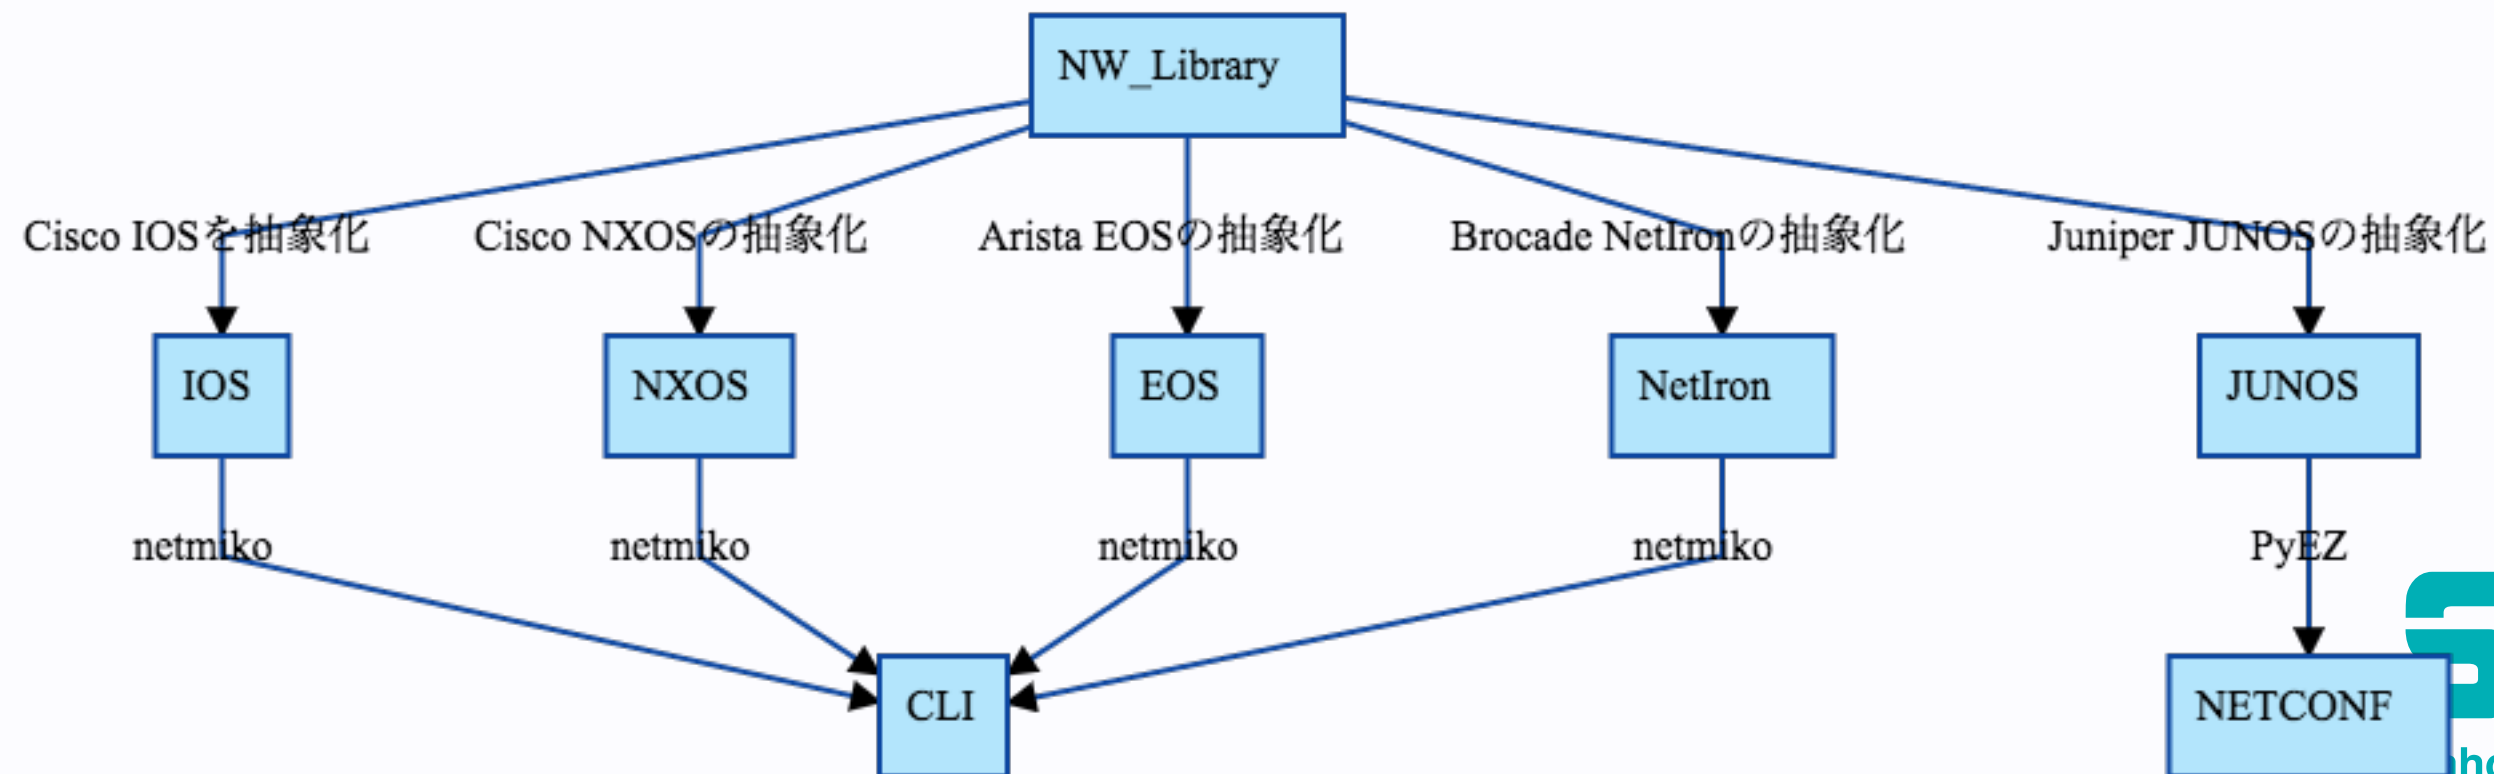 NW_Library
Cisco IOSを抽象化
Cisco NXOSの抽象化
Arista EOSの抽象化
Brocade NetIronの抽象化
Juniper JUNOSの抽象化
IOS
NXOS
EOS
NetIron
JUNOS
netmiko
netmiko
netmiko
netmiko
PyEZ
CLI
NETCONF